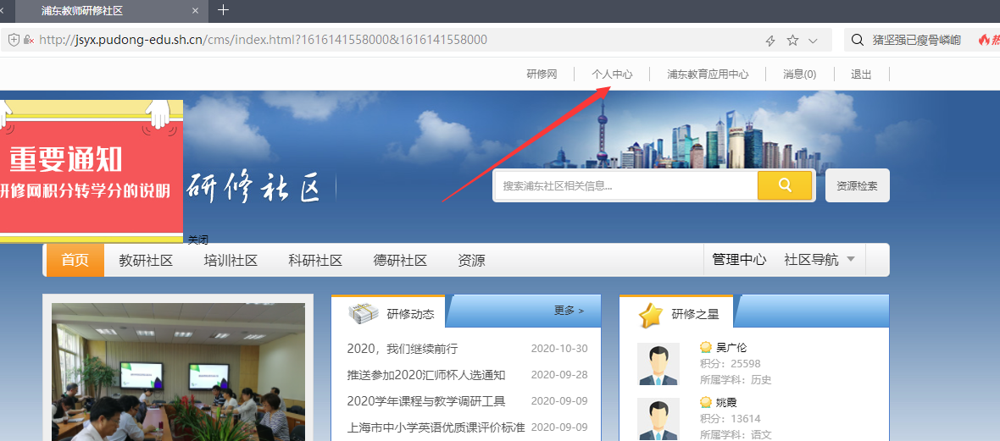 浦东教师研修社区
http://jsyx.pudong-edu.sh.cn/cms/index.html?1616141558000&1616141558000
猪坚强已瘦骨嶙峋
热
研修网 个人中心 浦东教育应用中心 消息(0) 退出
重要通知
研修网积分转学分的说明
研修社区
搜索浦东社区相关信息...
资源检索
关闭
首页 教研社区 培训社区 科研社区 德研社区 资源 管理中心 社区导航
研修动态 更多 >
2020，我们继续前行 2020-10-30
推送参加2020汇师杯人选通知 2020-09-28
2020学年课程与教学调研工具 2020-09-09
上海市中小学英语优质课评价标准 2020-09-09
研修之星
吴广伦
积分：25598
所属学科：历史
姚霞
积分：13614
所属学科：语文